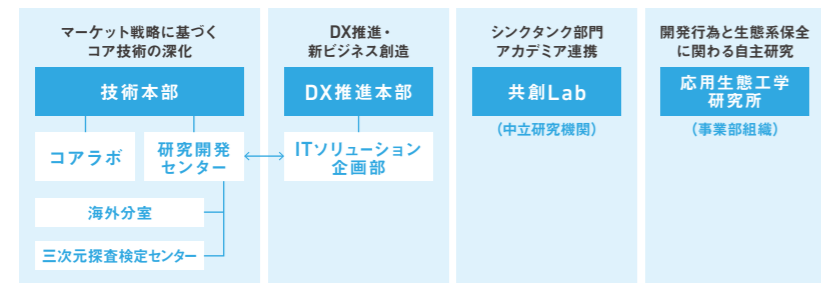 マーケット戦略に基づく
コア技術の深化
技術本部
コアラボ
研究開発
センター
海外分室
三次元探査検定センター
DX推進・
新ビジネス創造
DX推進本部
ITソリューション
企画部
シンクタンク部門
アカデミア連携
共創Lab
（中立研究機関）
開発行為と生態系保全
に関わる自主研究
応用生態工学
研究所
（事業部組織）